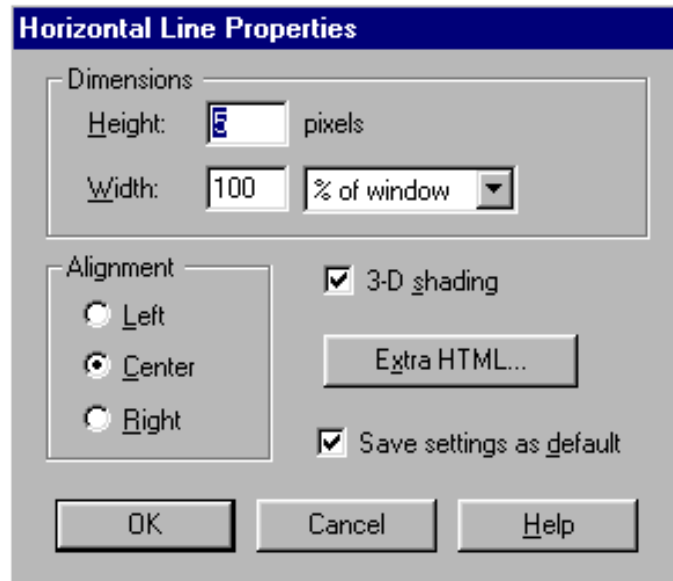 Horizontal Line Properties
Dimensions
Height: 5 pixels
Width: 100 % of window
Alignment
Left
Center
Right
3-D shading
Extra HTML...
Save settings as default
OK Cancel Help